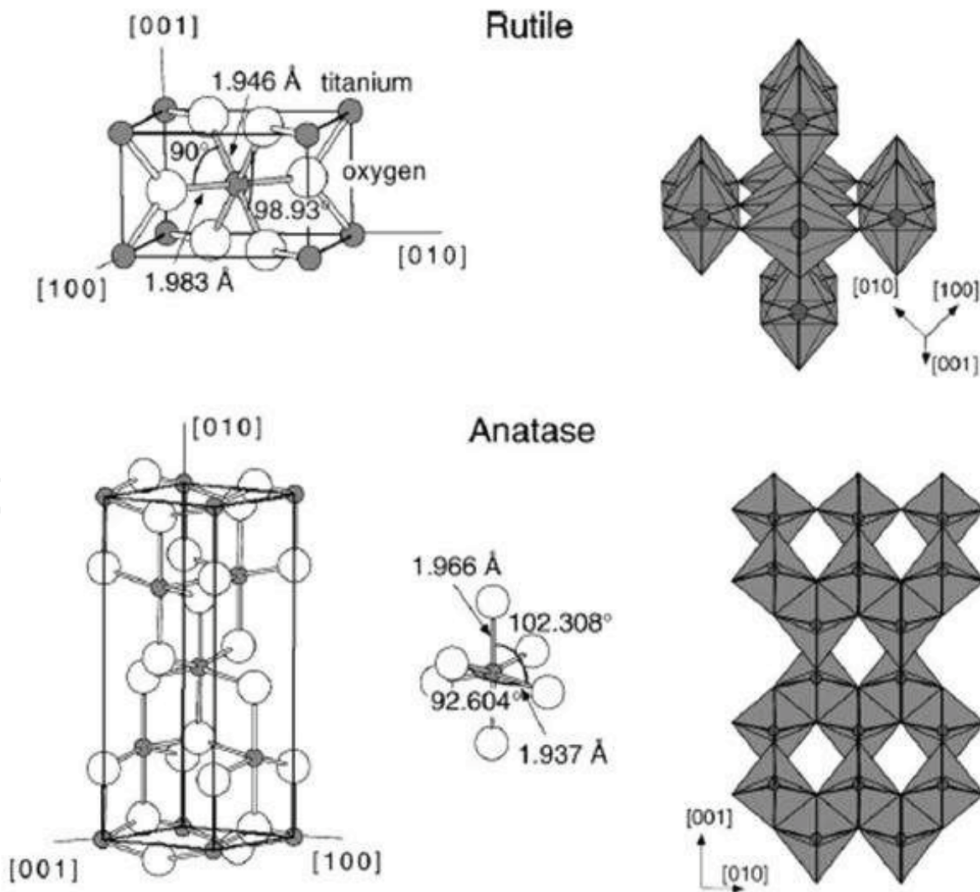 Rutile
[001]
1.946 Å titanium
90°
oxygen
98.93°
[010]
[100]
1.983 Å
[010] [100]
[001]
Anatase
[010]
1.966 Å
102.308°
92.604°
1.937 Å
[001]
[100]
[001]
[010]